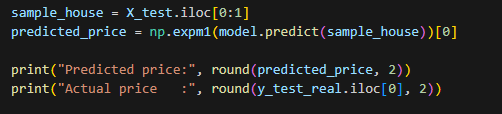 sample_house = X_test.iloc[0:1]
predicted_price = np.expm1(model.predict(sample_house))[0]
print("Predicted price:", round(predicted_price, 2))
print("Actual price   :", round(y_test_real.iloc[0], 2))